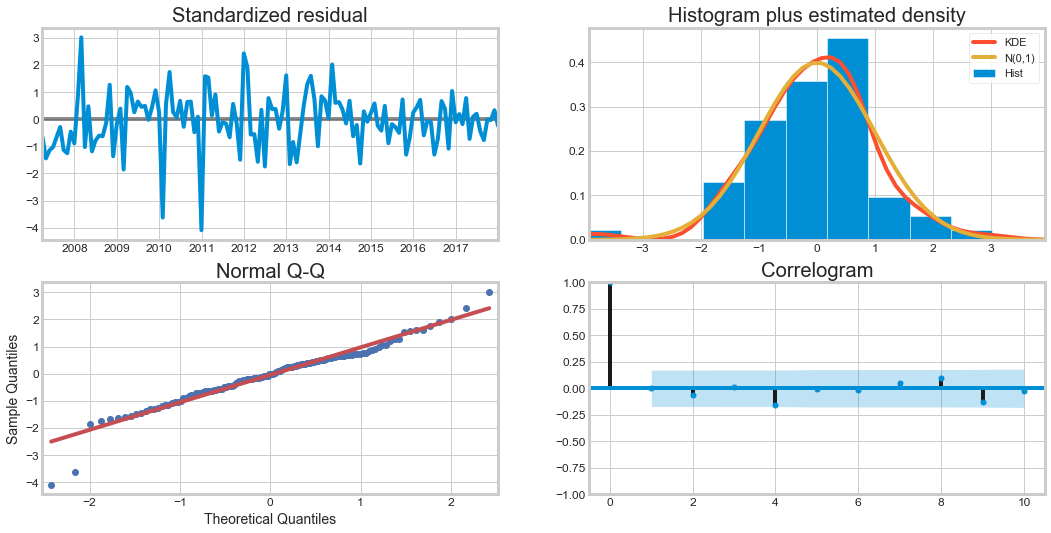 Standardized residual
3
2
1
0
−1
−2
−3
−4
2008 2009 2010 2011 2012 2013 2014 2015 2016 2017
Histogram plus estimated density
KDE
N(0,1)
Hist
0.4
0.3
0.2
0.1
0.0
−3 −2 −1 0 1 2 3
Normal Q-Q
Sample Quantiles
3
2
1
0
−1
−2
−3
−4
−2 −1 0 1 2
Theoretical Quantiles
Correlogram
1.00
0.75
0.50
0.25
0.00
−0.25
−0.50
−0.75
−1.00
0 2 4 6 8 10